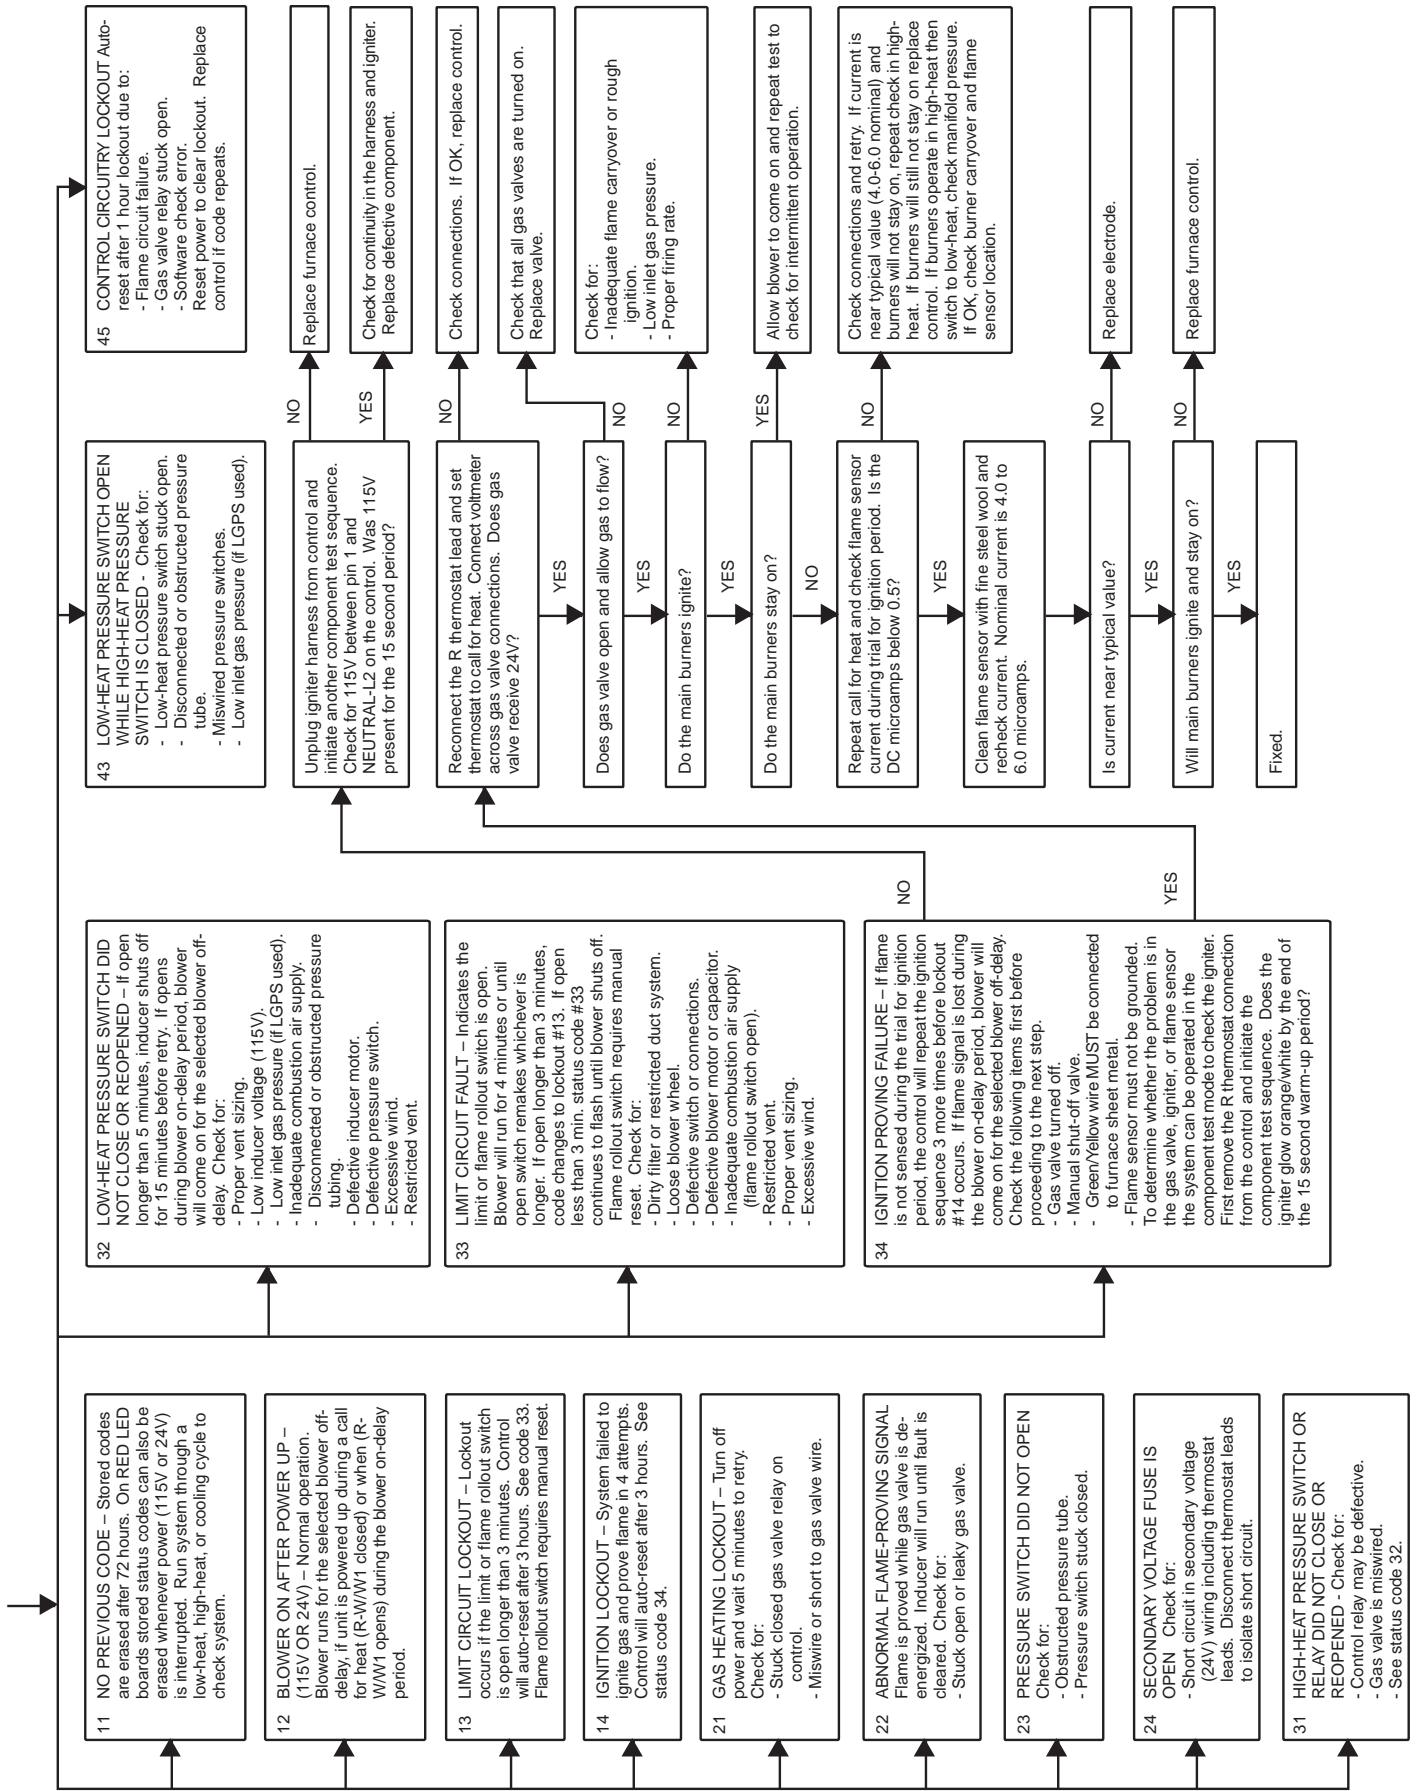 11 NO PREVIOUS CODE – Stored codes
are erased after 72 hours. On RED LED
boards stored status codes can also be
erased whenever power (115V or 24V)
is interrupted. Run system through a
low-heat, high-heat, or cooling cycle to
check system.
12 BLOWER ON AFTER POWER UP –
(115V OR 24V) – Normal operation.
Blower runs for the selected blower off-
delay, if unit is powered up during a call
for heat (R-W/W1 closed) or when (R-
W/W1 opens) during the blower on-delay
period.
13 LIMIT CIRCUIT LOCKOUT – Lockout
occurs if the limit or flame rollout switch
is open longer than 3 minutes. Control
will auto-reset after 3 hours. See code 33.
Flame rollout switch requires manual reset.
14 IGNITION LOCKOUT – System failed to
ignite gas and prove flame in 4 attempts.
Control will auto-reset after 3 hours. See
status code 34.
21 GAS HEATING LOCKOUT – Turn off
power and wait 5 minutes to retry.
Check for:
- Stuck closed gas valve relay on
control.
- Miswire or short to gas valve wire.
22 ABNORMAL FLAME-PROVING SIGNAL
Flame is proved while gas valve is de-
energized. Inducer will run until fault is
cleared. Check for:
- Stuck open or leaky gas valve.
23 PRESSURE SWITCH DID NOT OPEN
Check for:
- Obstructed pressure tube.
- Pressure switch stuck closed.
24 SECONDARY VOLTAGE FUSE IS
OPEN Check for:
- Short circuit in secondary voltage
(24V) wiring including thermostat
leads. Disconnect thermostat leads
to isolate short circuit.
31 HIGH-HEAT PRESSURE SWITCH OR
RELAY DID NOT CLOSE OR
REOPENED - Check for:
- Control relay may be defective.
- Gas valve is miswired.
- See status code 32.
32 LOW-HEAT PRESSURE SWITCH DID
NOT CLOSE OR REOPENED – If open
longer than 5 minutes, inducer shuts off
for 15 minutes before retry. If opens
during blower on-delay period, blower
will come on for the selected blower off-
delay. Check for:
- Proper vent sizing.
- Low inducer voltage (115V).
- Low inlet gas pressure (if LGPS used).
- Inadequate combustion air supply.
- Disconnected or obstructed pressure
tubing.
- Defective inducer motor.
- Defective pressure switch.
- Excessive wind.
- Restricted vent.
33 LIMIT CIRCUIT FAULT – Indicates the
limit or flame rollout switch is open.
Blower will run for 4 minutes or until
open switch remakes whichever is
longer. If open longer than 3 minutes,
code changes to lockout #13. If open
less than 3 min. status code #33
continues to flash until blower shuts off.
Flame rollout switch requires manual
reset. Check for:
- Dirty filter or restricted duct system.
- Loose blower wheel.
- Defective switch or connections.
- Defective blower motor or capacitor.
- Inadequate combustion air supply
(flame rollout switch open).
- Restricted vent.
- Proper vent sizing.
- Excessive wind.
34 IGNITION PROVING FAILURE – If flame
is not sensed during the trial for ignition
period, the control will repeat the ignition
sequence 3 more times before lockout
#14 occurs. If flame signal is lost during
the blower on-delay period, blower will
come on for the selected blower off-delay.
Check the following items first before
proceeding to the next step.
- Gas valve turned off.
- Manual shut-off valve.
- Green/Yellow wire MUST be connected
to furnace sheet metal.
- Flame sensor must not be grounded.
To determine whether the problem is in
the gas valve, igniter, or flame sensor
the system can be operated in the
component test mode to check the igniter.
First remove the R thermostat connection
from the control and initiate the
component test sequence. Does the
igniter glow orange/white by the end of
the 15 second warm-up period?
NO
YES
43 LOW-HEAT PRESSURE SWITCH OPEN
WHILE HIGH-HEAT PRESSURE
SWITCH IS CLOSED - Check for:
- Low-heat pressure switch stuck open.
- Disconnected or obstructed pressure
tube.
- Miswired pressure switches.
- Low inlet gas pressure (if LGPS used).
Unplug igniter harness from control and
initiate another component test sequence.
Check for 115V between pin 1 and
NEUTRAL-L2 on the control. Was 115V
present for the 15 second period?
NO
YES
Reconnect the R thermostat lead and set
thermostat to call for heat. Connect voltmeter
across gas valve connections. Does gas
valve receive 24V?
NO
YES
Does gas valve open and allow gas to flow?
NO
YES
Do the main burners ignite?
NO
YES
Do the main burners stay on?
YES
NO
Repeat call for heat and check flame sensor
current during trial for ignition period. Is the
DC microamps below 0.5?
NO
YES
Clean flame sensor with fine steel wool and
recheck current. Nominal current is 4.0 to
6.0 microamps.
Is current near typical value?
NO
YES
Will main burners ignite and stay on?
NO
YES
Fixed.
45 CONTROL CIRCUITRY LOCKOUT Auto-
reset after 1 hour lockout due to:
- Flame circuit failure.
- Gas valve relay stuck open.
- Software check error.
Reset power to clear lockout. Replace
control if code repeats.
Replace furnace control.
Check for continuity in the harness and igniter.
Replace defective component.
Check connections. If OK, replace control.
Check that all gas valves are turned on.
Replace valve.
Check for:
- Inadequate flame carryover or rough
ignition.
- Low inlet gas pressure.
- Proper firing rate.
Allow blower to come on and repeat test to
check for intermittent operation.
Check connections and retry. If current is
near typical value (4.0-6.0 nominal) and
burners will not stay on, repeat check in high-
heat. If burners will still not stay on replace
control. If burners operate in high-heat then
switch to low-heat, check manifold pressure.
If OK, check burner carryover and flame
sensor location.
Replace electrode.
Replace furnace control.